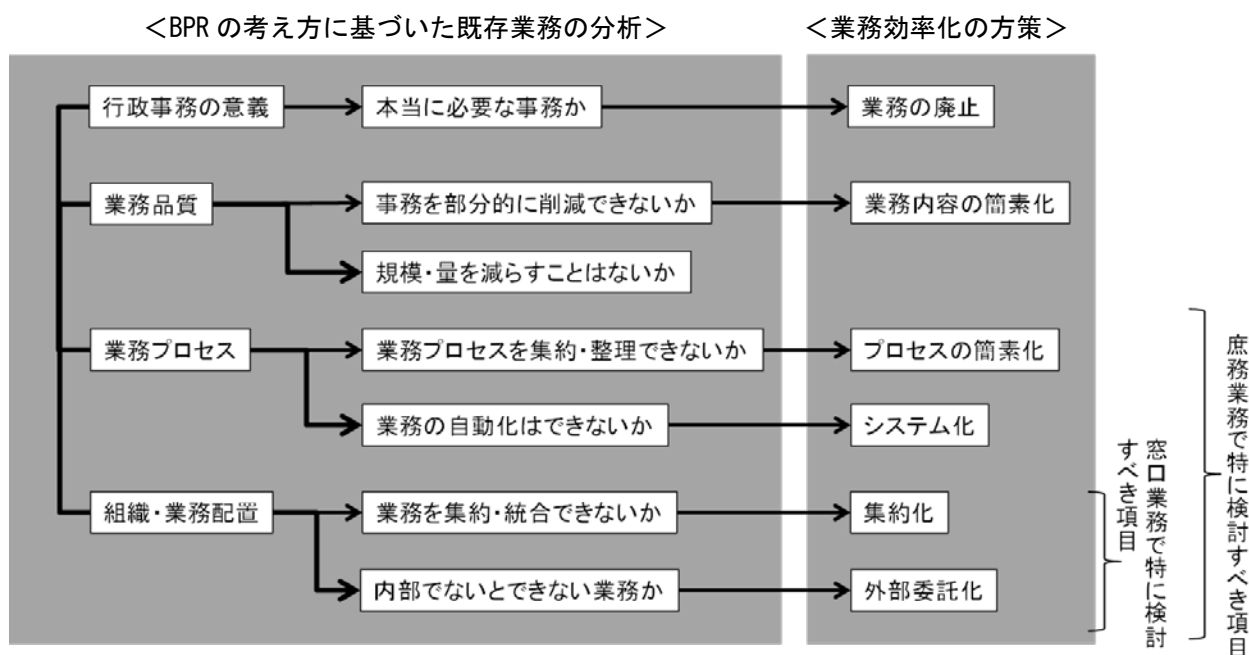 ＜BPR の考え方に基づいた既存業務の分析＞
＜業務効率化の方策＞
行政事務の意義
本当に必要な事務か
業務の廃止
業務品質
事務を部分的に削減できないか
業務内容の簡素化
規模・量を減らすことはないか
業務プロセス
業務プロセスを集約・整理できないか
プロセスの簡素化
業務の自動化はできないか
システム化
組織・業務配置
業務を集約・統合できないか
集約化
内部でないとできない業務か
外部委託化
窓口業務で特に検討
すべき項目
庶務業務で特に検討すべき項目